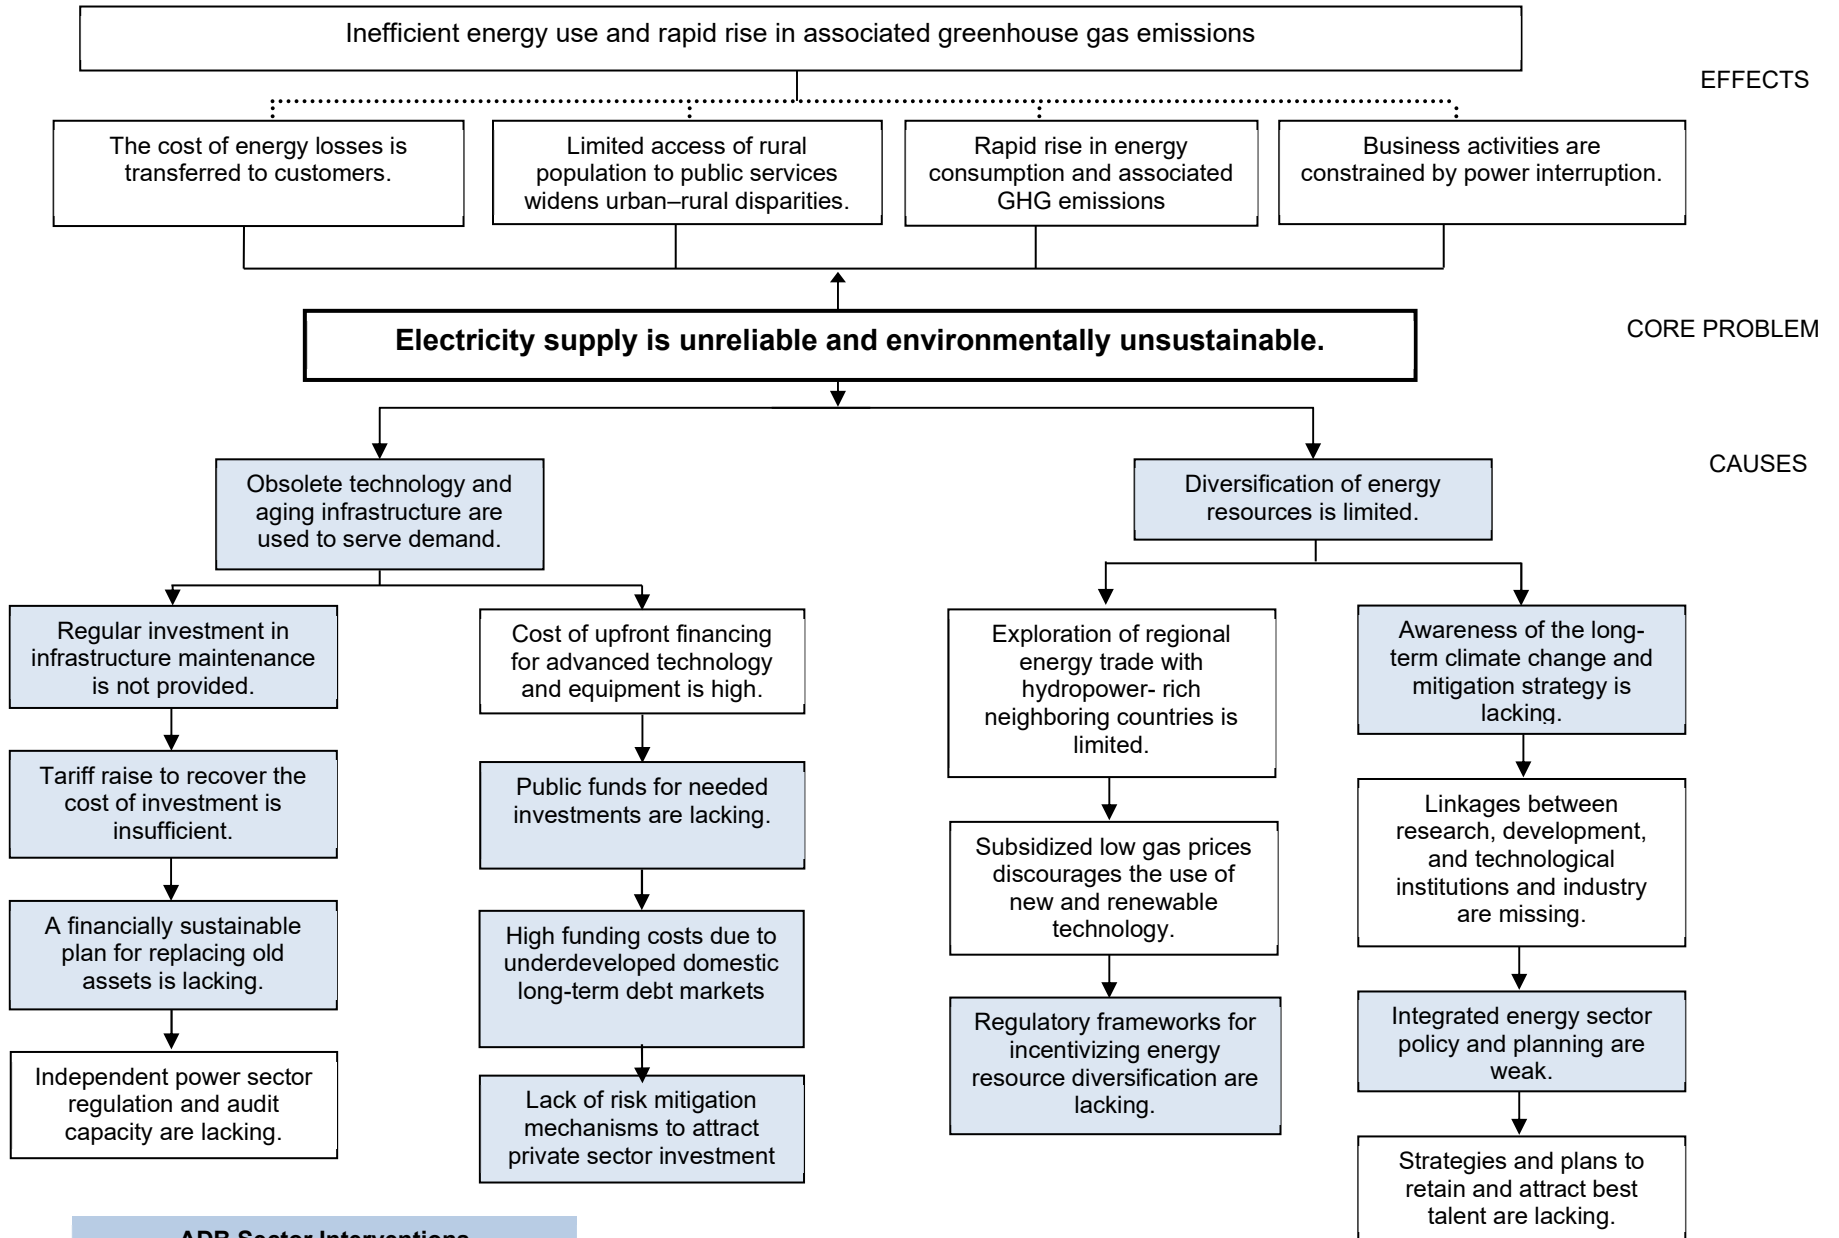 Inefficient energy use and rapid rise in associated greenhouse gas emissions
EFFECTS
The cost of energy losses is
transferred to customers.
Limited access of rural
population to public services
widens urban–rural disparities.
Rapid rise in energy
consumption and associated
GHG emissions
Business activities are
constrained by power interruption.
Electricity supply is unreliable and environmentally unsustainable.
CORE PROBLEM
CAUSES
Obsolete technology and
aging infrastructure are
used to serve demand.
Diversification of energy
resources is limited.
Regular investment in
infrastructure maintenance
is not provided.
Tariff raise to recover the
cost of investment is
insufficient.
A financially sustainable
plan for replacing old
assets is lacking.
Independent power sector
regulation and audit
capacity are lacking.
Cost of upfront financing
for advanced technology
and equipment is high.
Public funds for needed
investments are lacking.
High funding costs due to
underdeveloped domestic
long-term debt markets
Lack of risk mitigation
mechanisms to attract
private sector investment
Exploration of regional
energy trade with
hydropower- rich
neighboring countries is
limited.
Subsidized low gas prices
discourages the use of
new and renewable
technology.
Regulatory frameworks for
incentivizing energy
resource diversification are
lacking.
Awareness of the long-
term climate change and
mitigation strategy is
lacking.
Linkages between
research, development,
and technological
institutions and industry
are missing.
Integrated energy sector
policy and planning are
weak.
Strategies and plans to
retain and attract best
talent are lacking.
ADB Sector Interventions